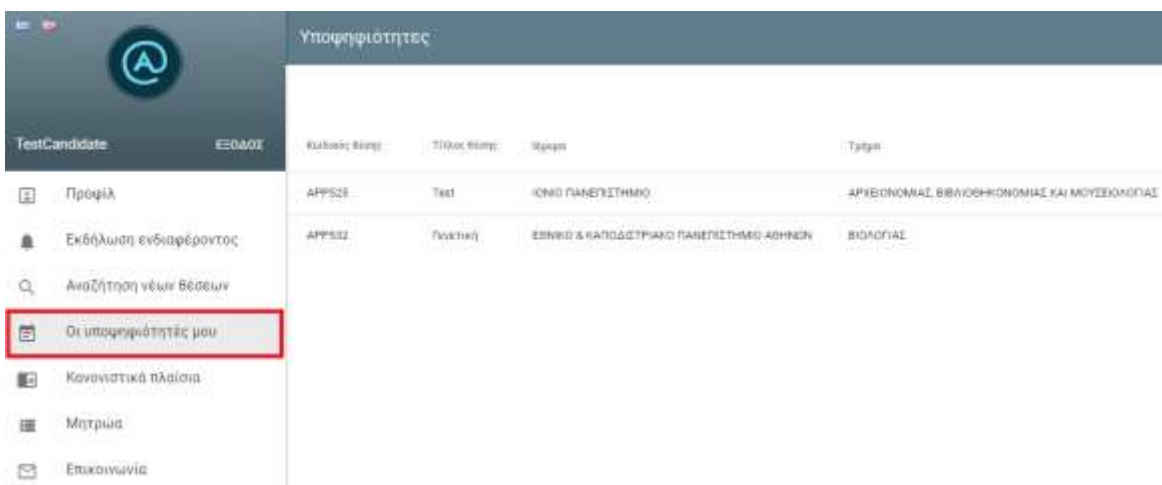 Υποψηφιότητες
TestCandidate ΕΞΟΔΟΣ
Κωδικός θέσης Τίτλος θέσης Ίδρυμα Τμήμα
Προφίλ
APP525 Test ΙΟΝΙΟ ΠΑΝΕΠΙΣΤΗΜΙΟ ΑΡΧΕΙΟΝΟΜΙΑΣ, ΒΙΒΛΙΟΘΗΚΟΝΟΜΙΑΣ ΚΑΙ ΜΟΥΣΕΙΟΛΟΓΙΑΣ
Εκδήλωση ενδιαφέροντος
APP532 ΕΘΝΙΚΟ & ΚΑΠΟΔΙΣΤΡΙΑΚΟ ΠΑΝΕΠΙΣΤΗΜΙΟ ΑΘΗΝΩΝ ΒΙΟΛΟΓΙΑΣ
Αναζήτηση νέων θέσεων
Οι υποψηφιότητές μου
Κανονιστικά πλαίσια
Μητρώα
Επικοινωνία